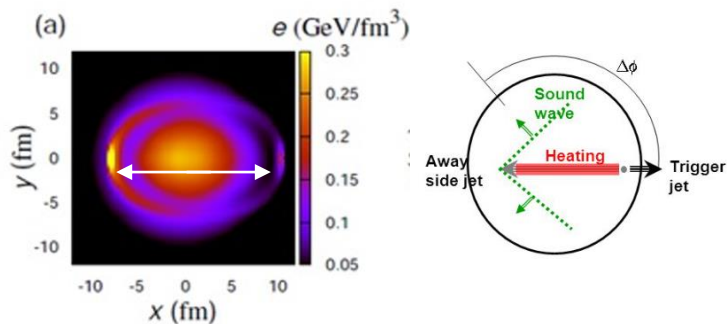 (a)
e (GeV/fm³)
10
5
0
-5
-10
y (fm)
-10
-5
0
5
10
x (fm)
0.3
0.25
0.2
0.15
0.1
0.05
Δϕ
Sound
wave
Heating
Away
side jet
Trigger
jet